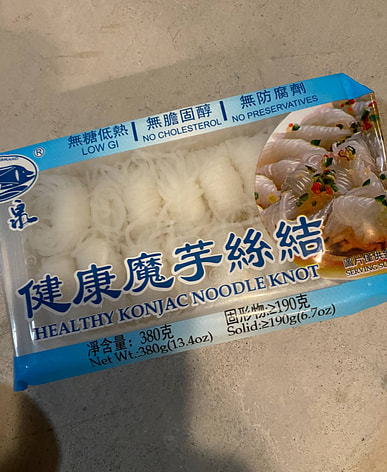 無糖低熱 無膽固醇 無防腐劑
LOW GI NO CHOLESTEROL NO PRESERVATIVES
®
泉
健康魔芋絲結
HEALTHY KONJAC NOODLE KNOT
淨含量: 380克 固形物:≥190克
Net Wt.:380g(13.4oz) Solid:≥190g(6.7oz)